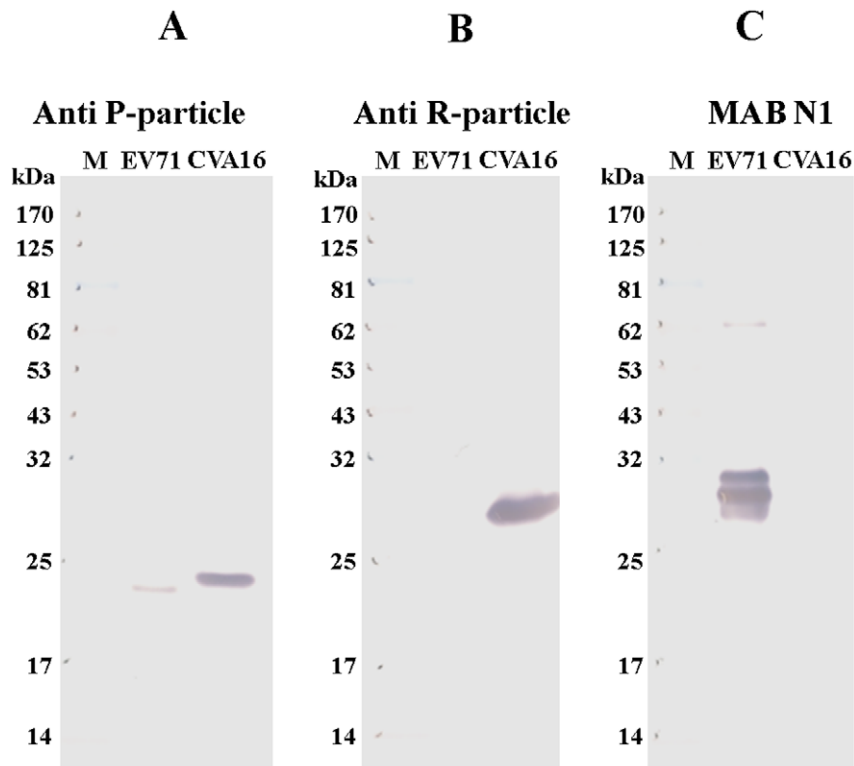 A
Anti P-particle
M EV71 CVA16
kDa
170
125
81
62
53
43
32
25
17
14
B
Anti R-particle
M EV71 CVA16
kDa
170
125
81
62
53
43
32
25
17
14
C
MAB N1
M EV71 CVA16
kDa
170
125
81
62
53
43
32
25
17
14